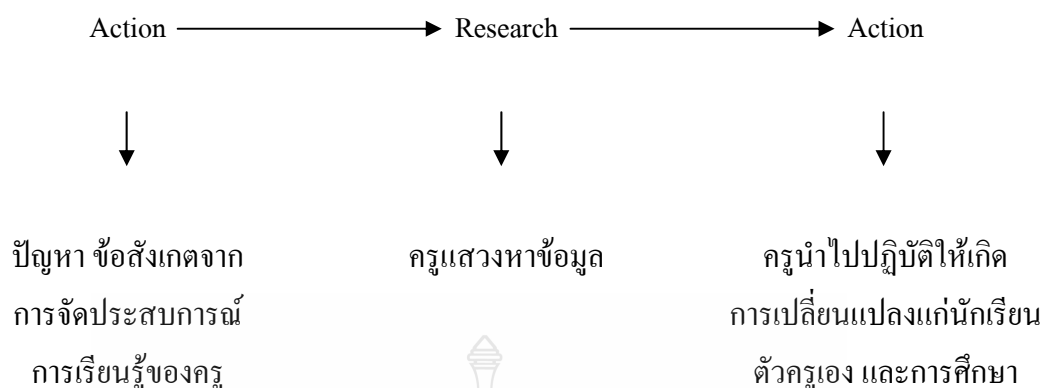 Action Research Action
ปัญหา ข้อสังเกตจาก
การจัดประสบการณ์
การเรียนรู้ของครู
ครูแสวงหาข้อมูล
ครูนำไปปฏิบัติให้เกิด
การเปลี่ยนแปลงแก่นักเรียน
ตัวครูเอง และการศึกษา